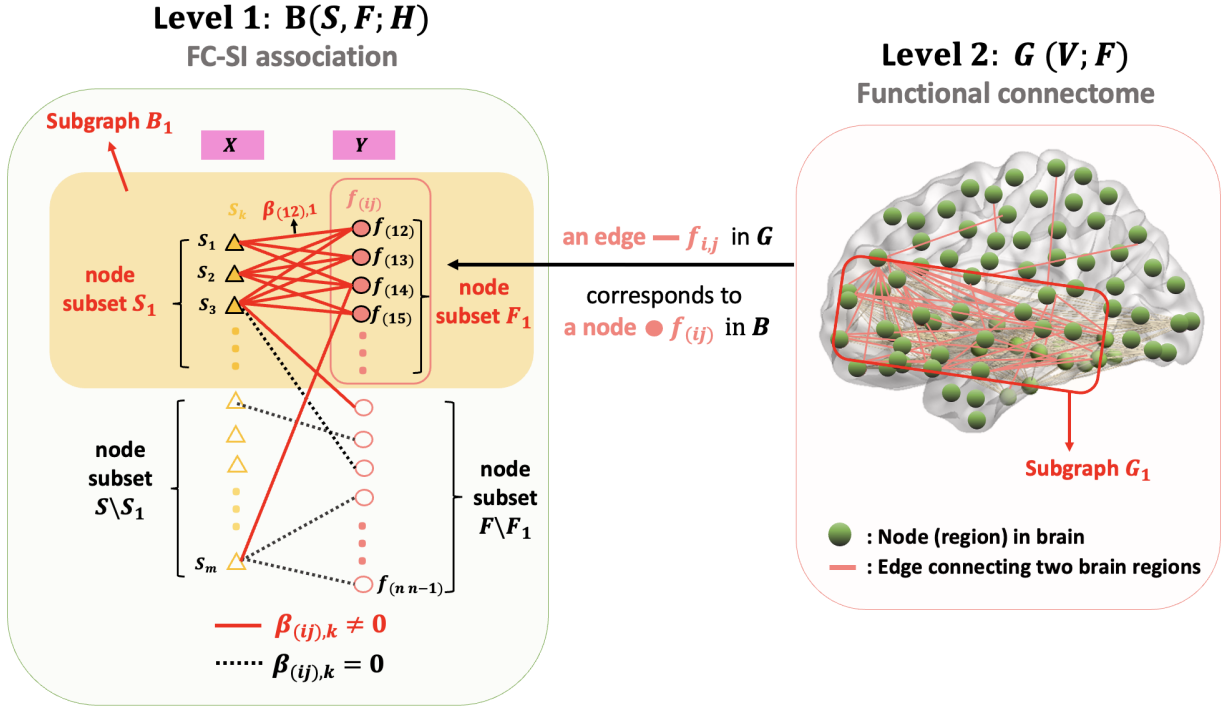 Level 1: B(S, F; H)
FC-SI association
Subgraph B₁
X
Y
S_k
β₍₁₂₎,₁
f₍ᵢⱼ₎
S₁
S₂
S₃
f₍₁₂₎
f₍₁₃₎
f₍₁₄₎
f₍₁₅₎
node
subset S₁
node
subset F₁
node
subset
S\S₁
node
subset
F\F₁
Sₘ
f₍ₙ ₙ₋₁₎
β₍ᵢⱼ₎,ₖ ≠ 0
β₍ᵢⱼ₎,ₖ = 0
an edge — fᵢ,ⱼ in G
corresponds to
a node ● f₍ᵢⱼ₎ in B
Level 2: G (V; F)
Functional connectome
Subgraph G₁
: Node (region) in brain
: Edge connecting two brain regions